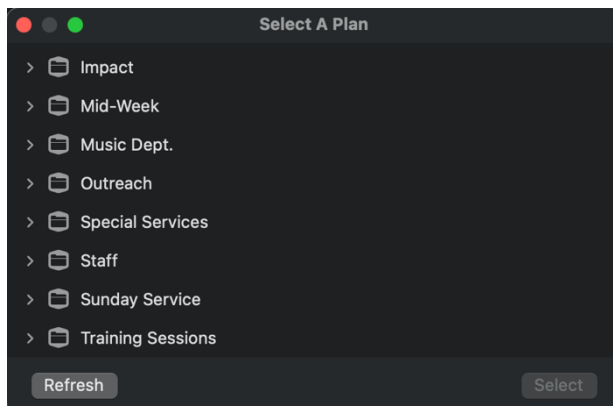 Select A Plan
Impact
Mid-Week
Music Dept.
Outreach
Special Services
Staff
Sunday Service
Training Sessions
Refresh Select